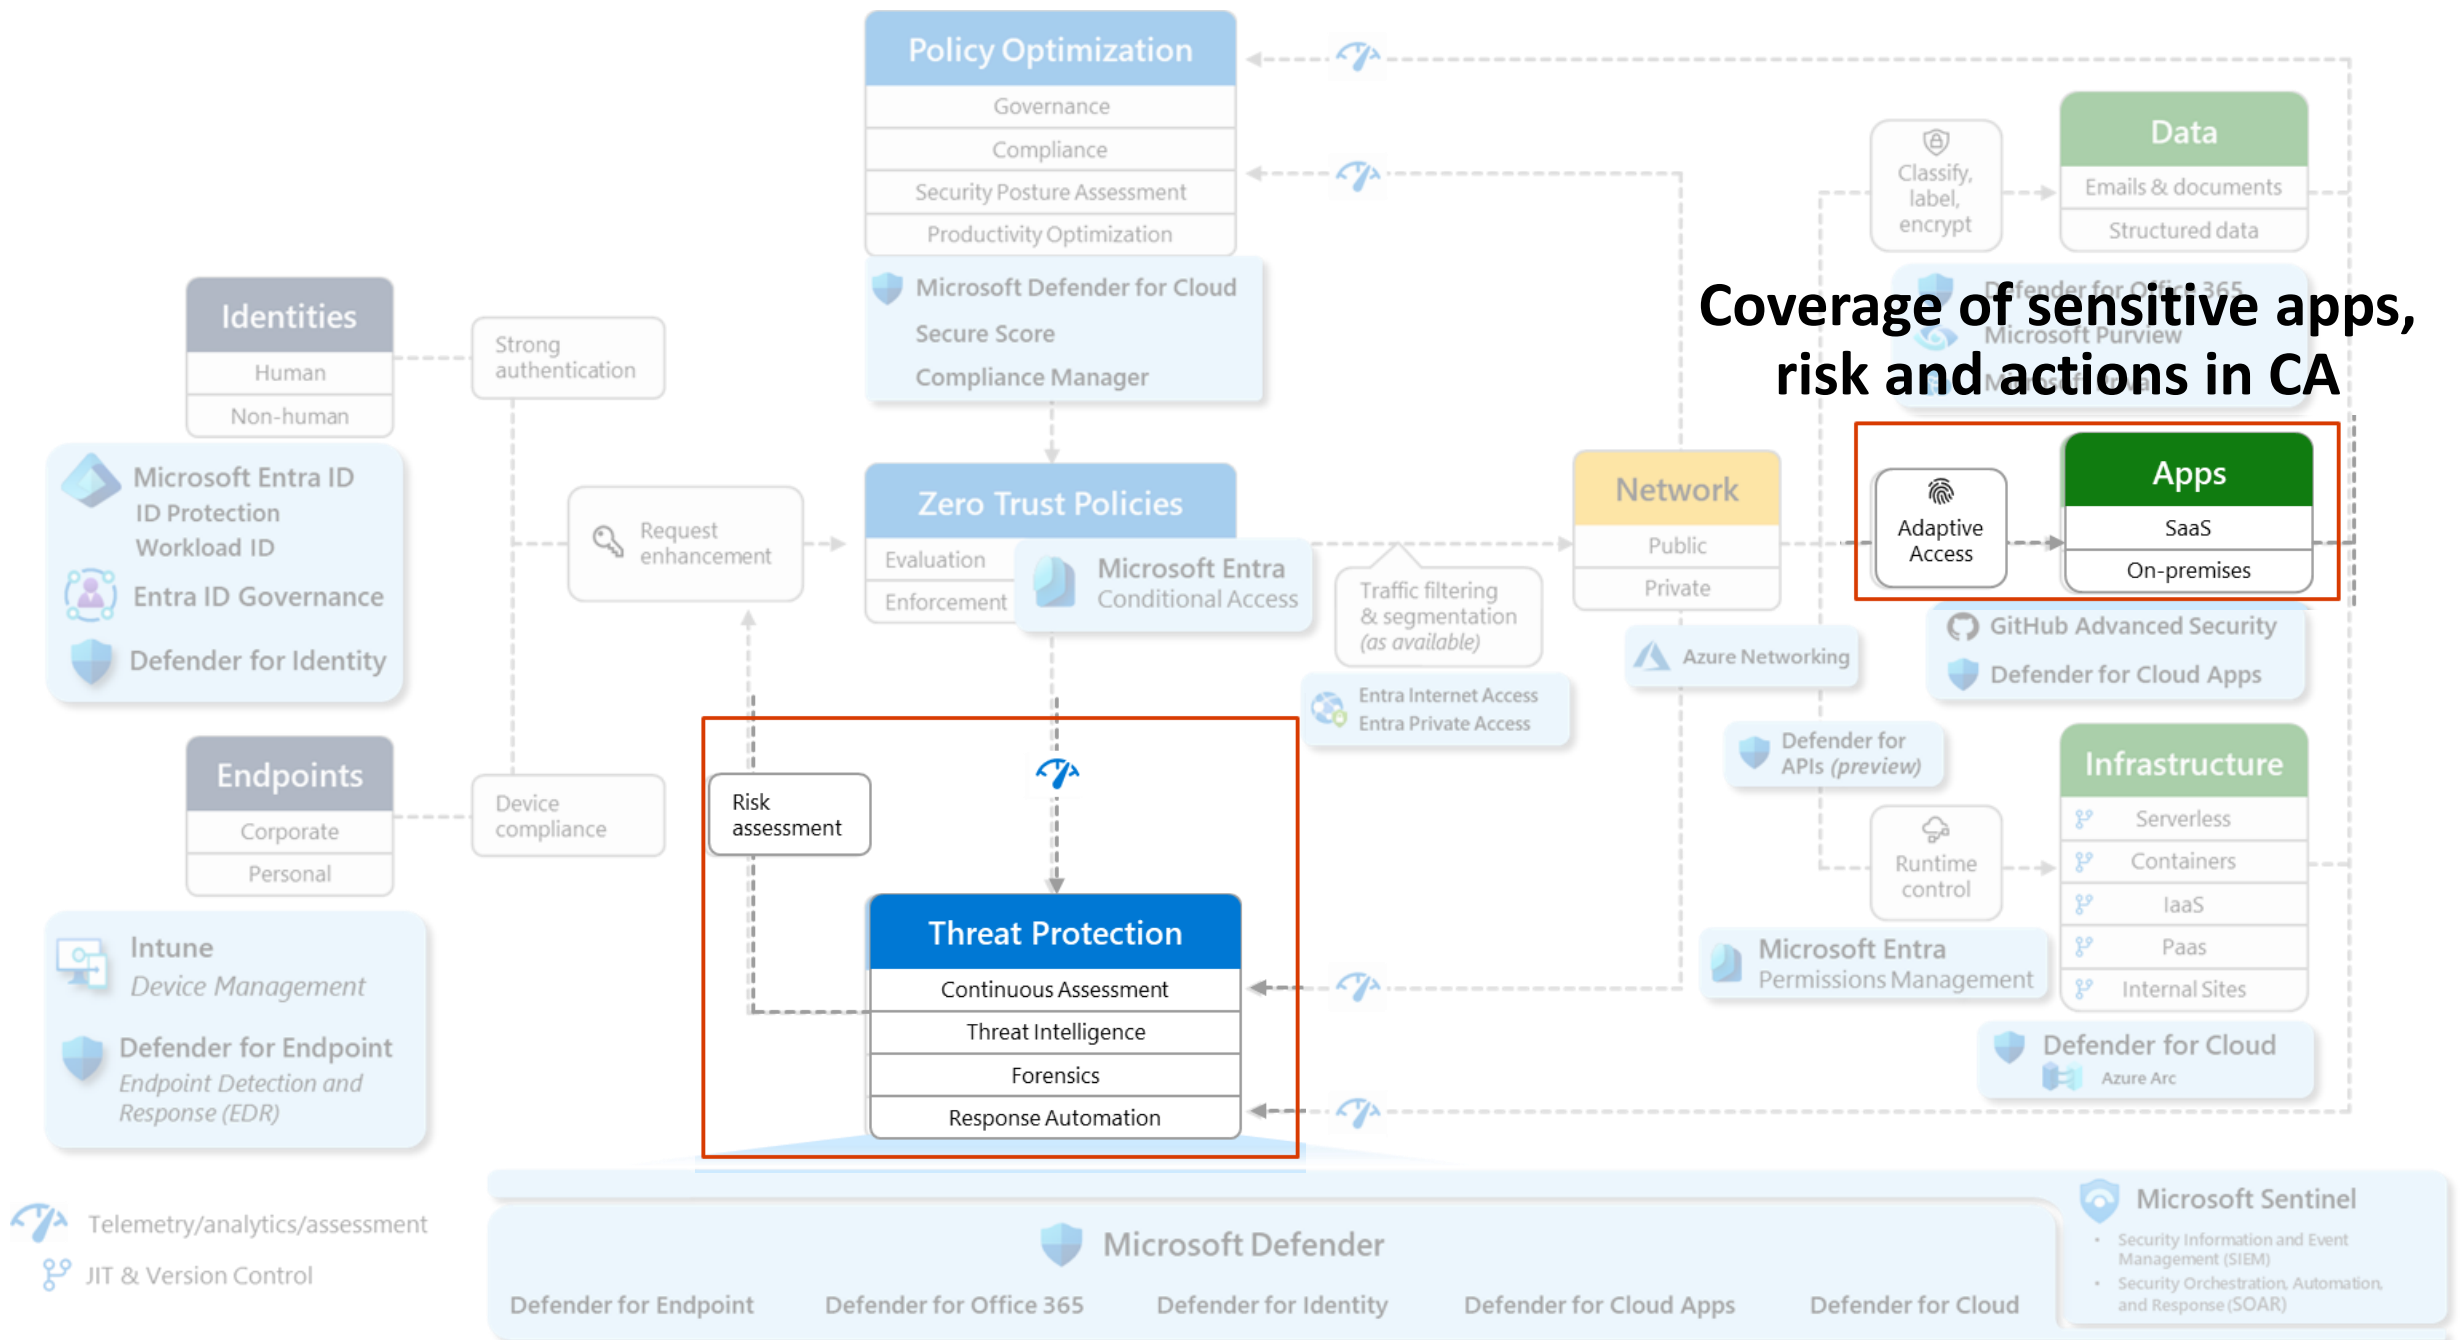 Policy Optimization
Governance
Compliance
Security Posture Assessment
Productivity Optimization
Microsoft Defender for Cloud
Secure Score
Compliance Manager
Identities
Human
Non-human
Strong
authentication
Microsoft Entra ID
ID Protection
Workload ID
Entra ID Governance
Defender for Identity
Endpoints
Corporate
Personal
Device
compliance
Intune
Device Management
Defender for Endpoint
Endpoint Detection and
Response (EDR)
Request
enhancement
Zero Trust Policies
Evaluation
Enforcement
Microsoft Entra
Conditional Access
Traffic filtering
& segmentation
(as available)
Entra Internet Access
Entra Private Access
Network
Public
Private
Azure Networking
Classify,
label,
encrypt
Data
Emails & documents
Structured data
Defender for Office 365
Microsoft Purview
Coverage of sensitive apps,
risk and actions in CA
Adaptive
Access
Apps
SaaS
On-premises
GitHub Advanced Security
Defender for Cloud Apps
Defender for
APIs (preview)
Runtime
control
Infrastructure
Serverless
Containers
IaaS
Paas
Internal Sites
Microsoft Entra
Permissions Management
Defender for Cloud
Azure Arc
Risk
assessment
Threat Protection
Continuous Assessment
Threat Intelligence
Forensics
Response Automation
Telemetry/analytics/assessment
JIT & Version Control
Microsoft Defender
Defender for Endpoint
Defender for Office 365
Defender for Identity
Defender for Cloud Apps
Defender for Cloud
Microsoft Sentinel
• Security Information and Event
Management (SIEM)
• Security Orchestration, Automation,
and Response (SOAR)